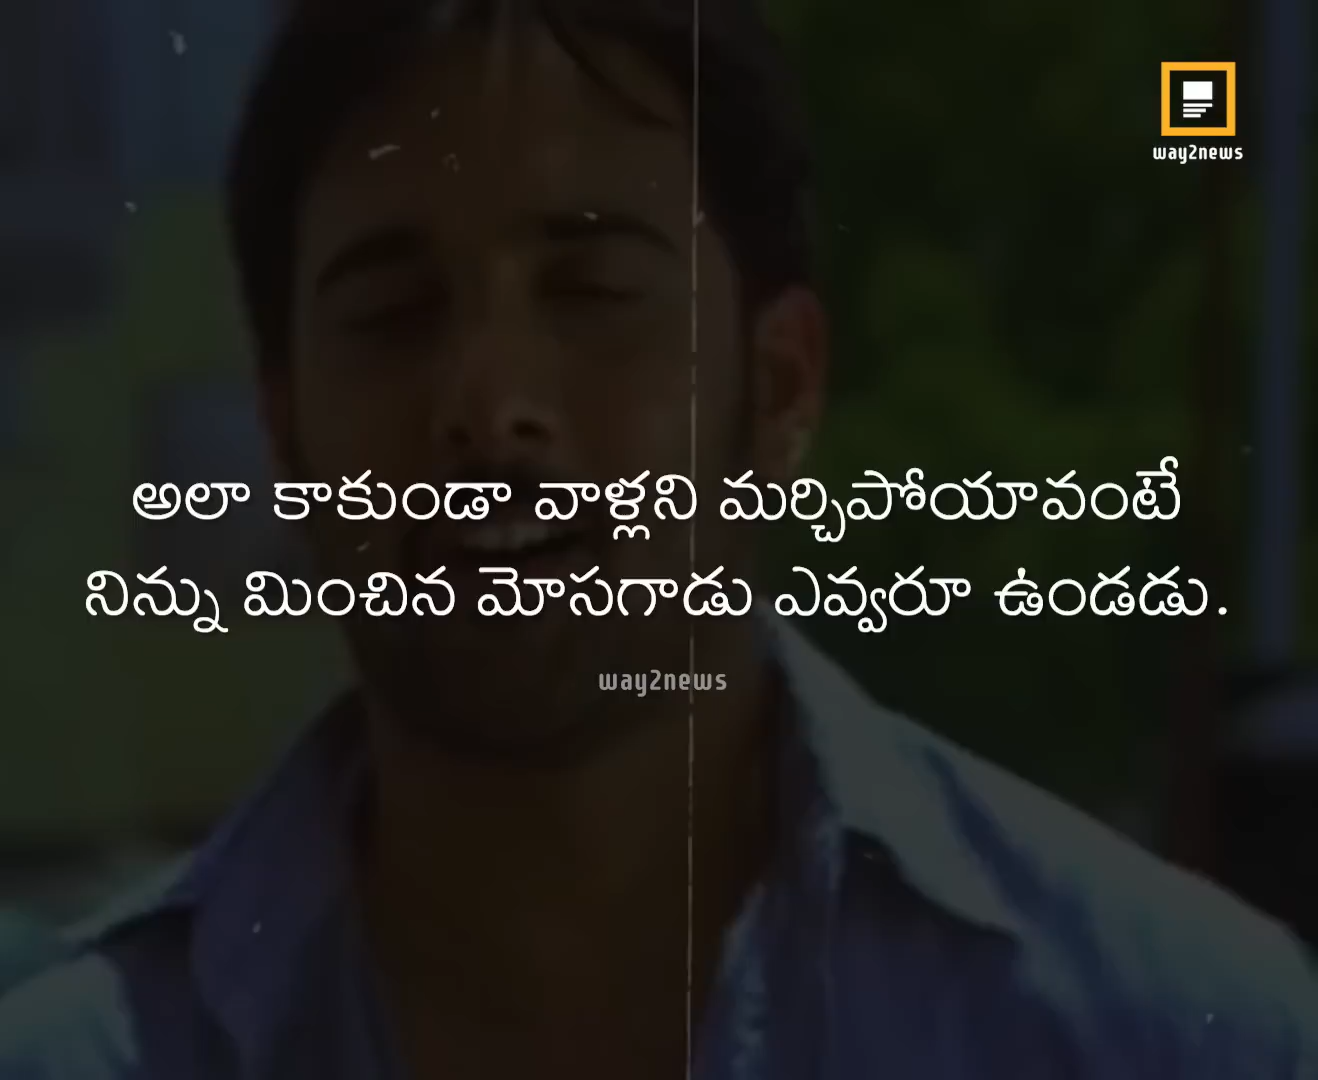 way2news
అలా కాకుండా వాళ్లని మర్చిపోయావంటే
నిన్ను మించిన మోసగాడు ఎవ్వరూ ఉండడు.
way2news